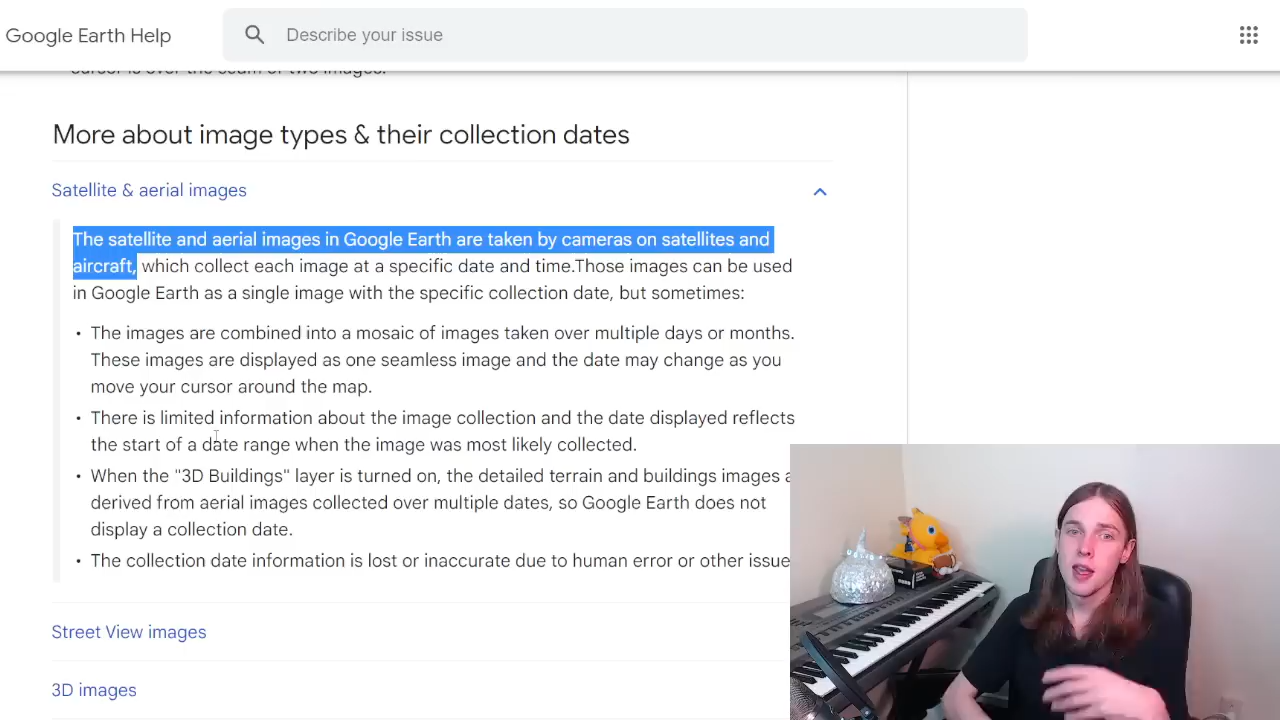 Google Earth Help
Describe your issue
cursor is over the seam of two images.
More about image types & their collection dates
Satellite & aerial images
The satellite and aerial images in Google Earth are taken by cameras on satellites and
aircraft, which collect each image at a specific date and time.Those images can be used
in Google Earth as a single image with the specific collection date, but sometimes:
• The images are combined into a mosaic of images taken over multiple days or months.
These images are displayed as one seamless image and the date may change as you
move your cursor around the map.
• There is limited information about the image collection and the date displayed reflects
the start of a date range when the image was most likely collected.
• When the "3D Buildings" layer is turned on, the detailed terrain and buildings images a
derived from aerial images collected over multiple dates, so Google Earth does not
display a collection date.
• The collection date information is lost or inaccurate due to human error or other issue
Street View images
3D images